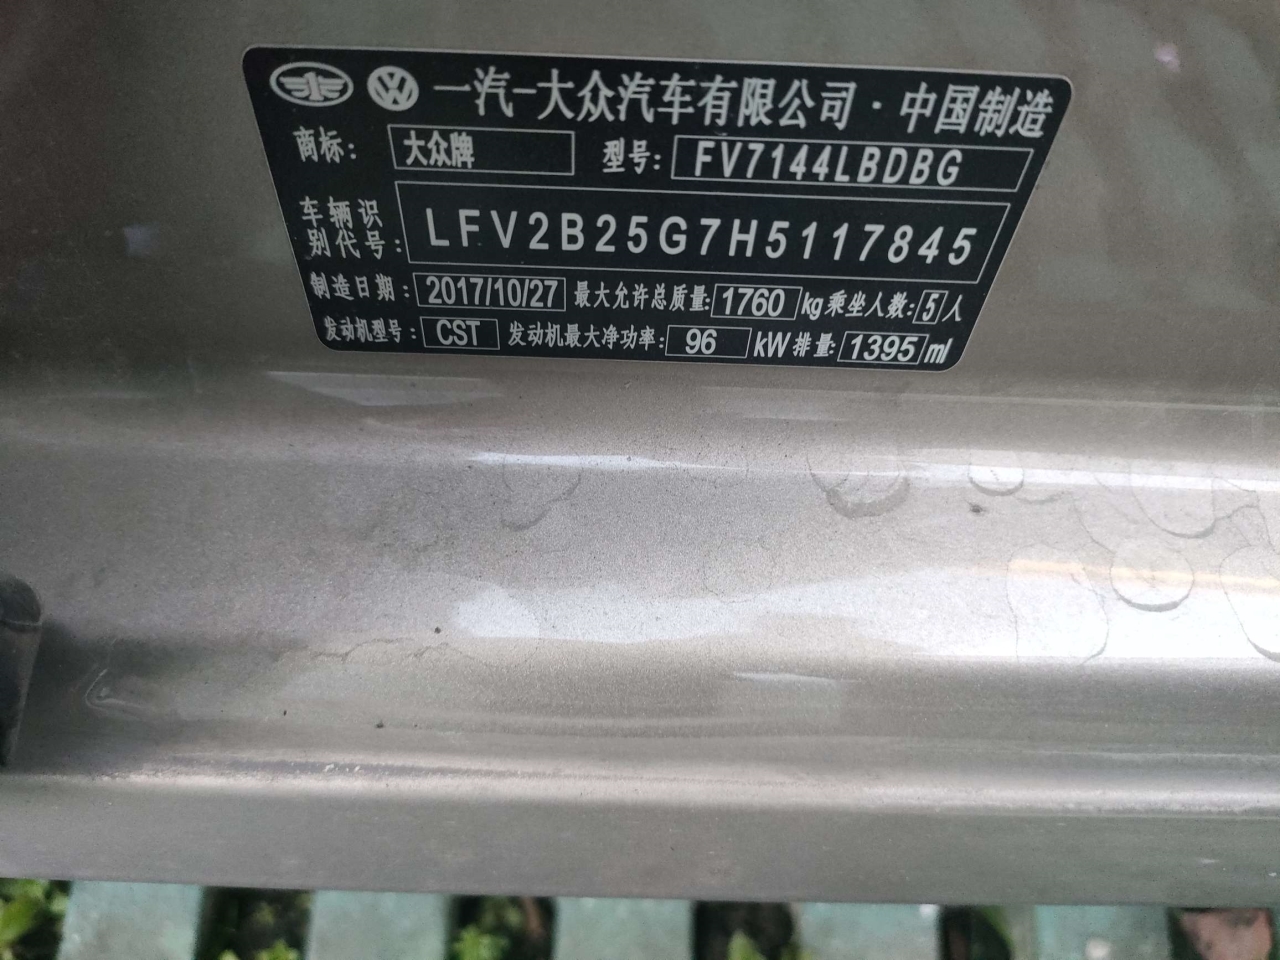 一汽-大众汽车有限公司·中国制造
商标: 大众牌 型号: FV7144LBDBG
车辆识别代号: LFV2B25G7H5117845
制造日期: 2017/10/27 最大允许总质量: 1760 kg 乘坐人数: 5 人
发动机型号: CST 发动机最大净功率: 96 kW 排量: 1395 ml